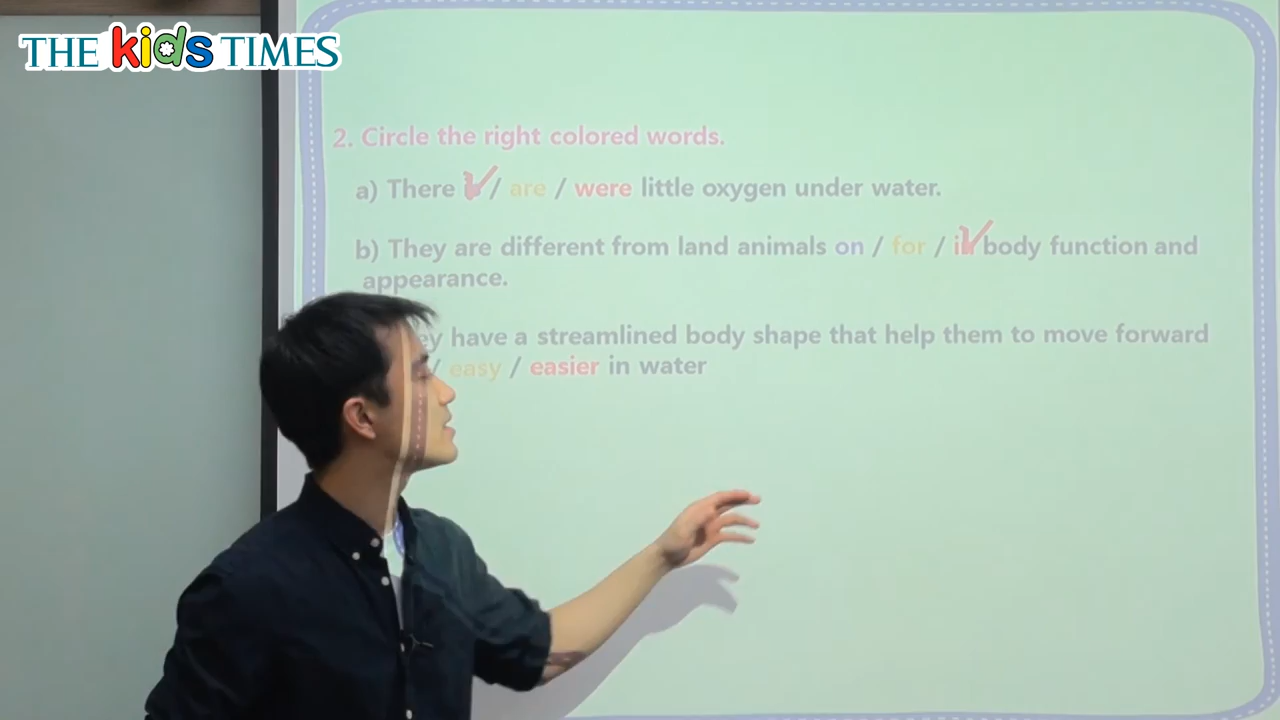 THE kids TIMES
2. Circle the right colored words.
a) There / are / were little oxygen under water.
b) They are different from land animals on / for / body function and
appearance.
have a streamlined body shape that help them to move forward
/ easy / easier in water